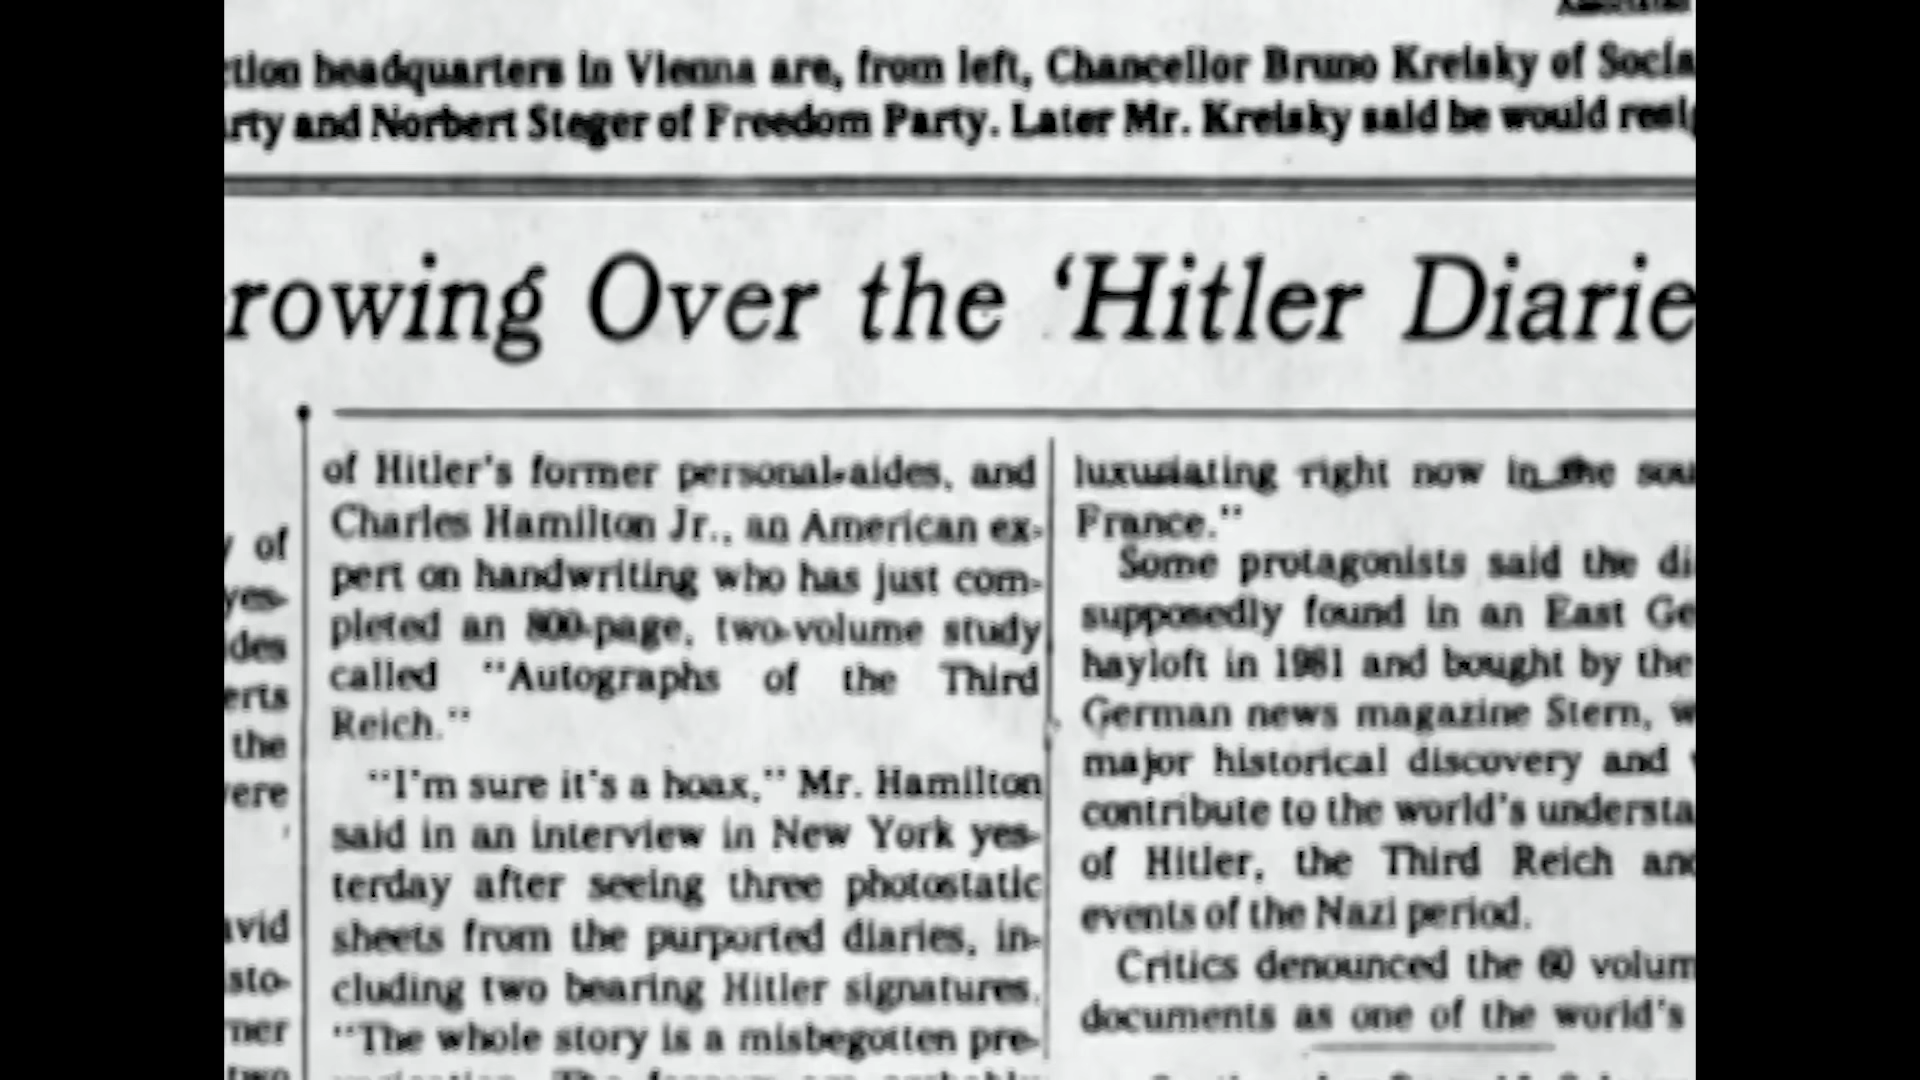 ction headquarters in Vienna are, from left, Chancellor Bruno Kreisky of Socia
arty and Norbert Steger of Freedom Party. Later Mr. Kreisky said he would resig
rowing Over the ‘Hitler Diarie
y of
yes-
ides
erts
the
vere
avid
sto-
mer
two
of Hitler's former personal aides, and
Charles Hamilton Jr., an American ex-
pert on handwriting who has just com-
pleted an 800-page, two-volume study
called "Autographs of the Third
Reich."
"I'm sure it's a hoax," Mr. Hamilton
said in an interview in New York yes-
terday after seeing three photostatic
sheets from the purported diaries, in-
cluding two bearing Hitler signatures.
"The whole story is a misbegotten pre-
luxuriating right now in the sou
France."
Some protagonists said the di
supposedly found in an East Ge
hayloft in 1981 and bought by the
German news magazine Stern, w
major historical discovery and
contribute to the world's understa
of Hitler, the Third Reich and
events of the Nazi period.
Critics denounced the 60 volum
documents as one of the world's